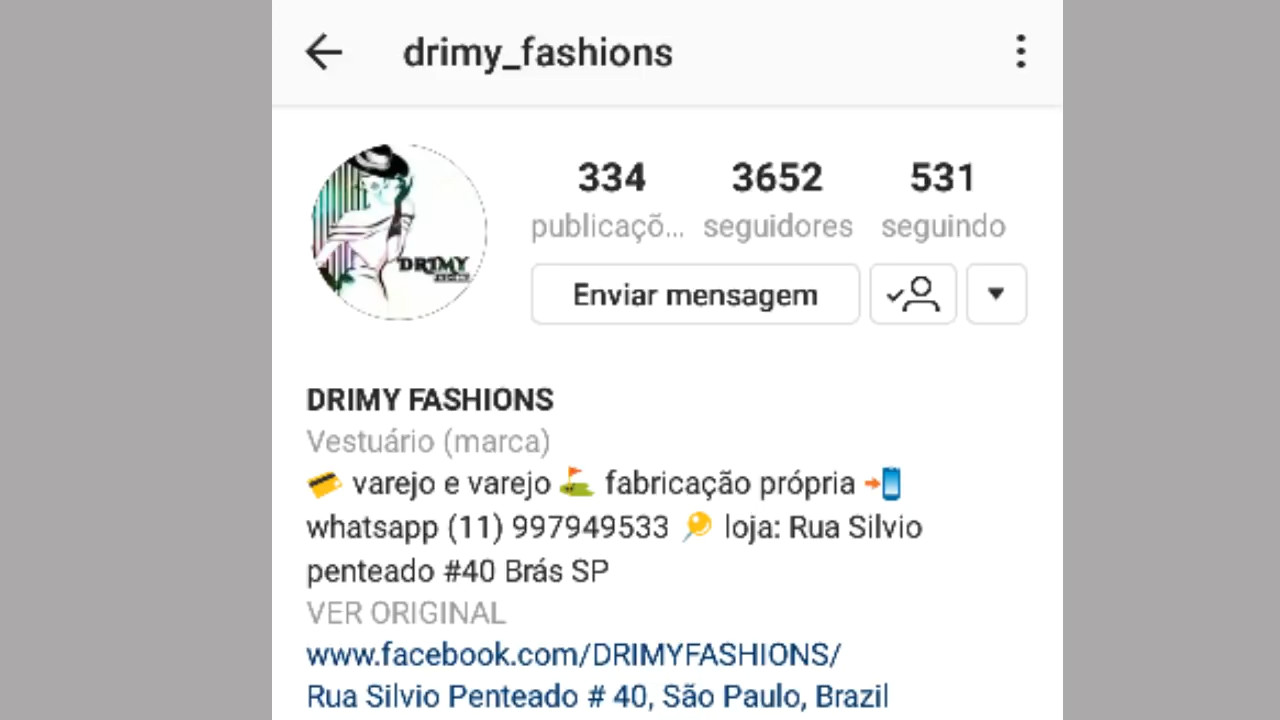 drimy_fashions
334 3652 531
publicaçõ... seguidores seguindo
DRIMY
Enviar mensagem
DRIMY FASHIONS
Vestuário (marca)
💳 varejo e varejo ⛳ fabricação própria 📲
whatsapp (11) 997949533 📍 loja: Rua Silvio
penteado #40 Brás SP
VER ORIGINAL
www.facebook.com/DRIMYFASHIONS/
Rua Silvio Penteado # 40, São Paulo, Brazil